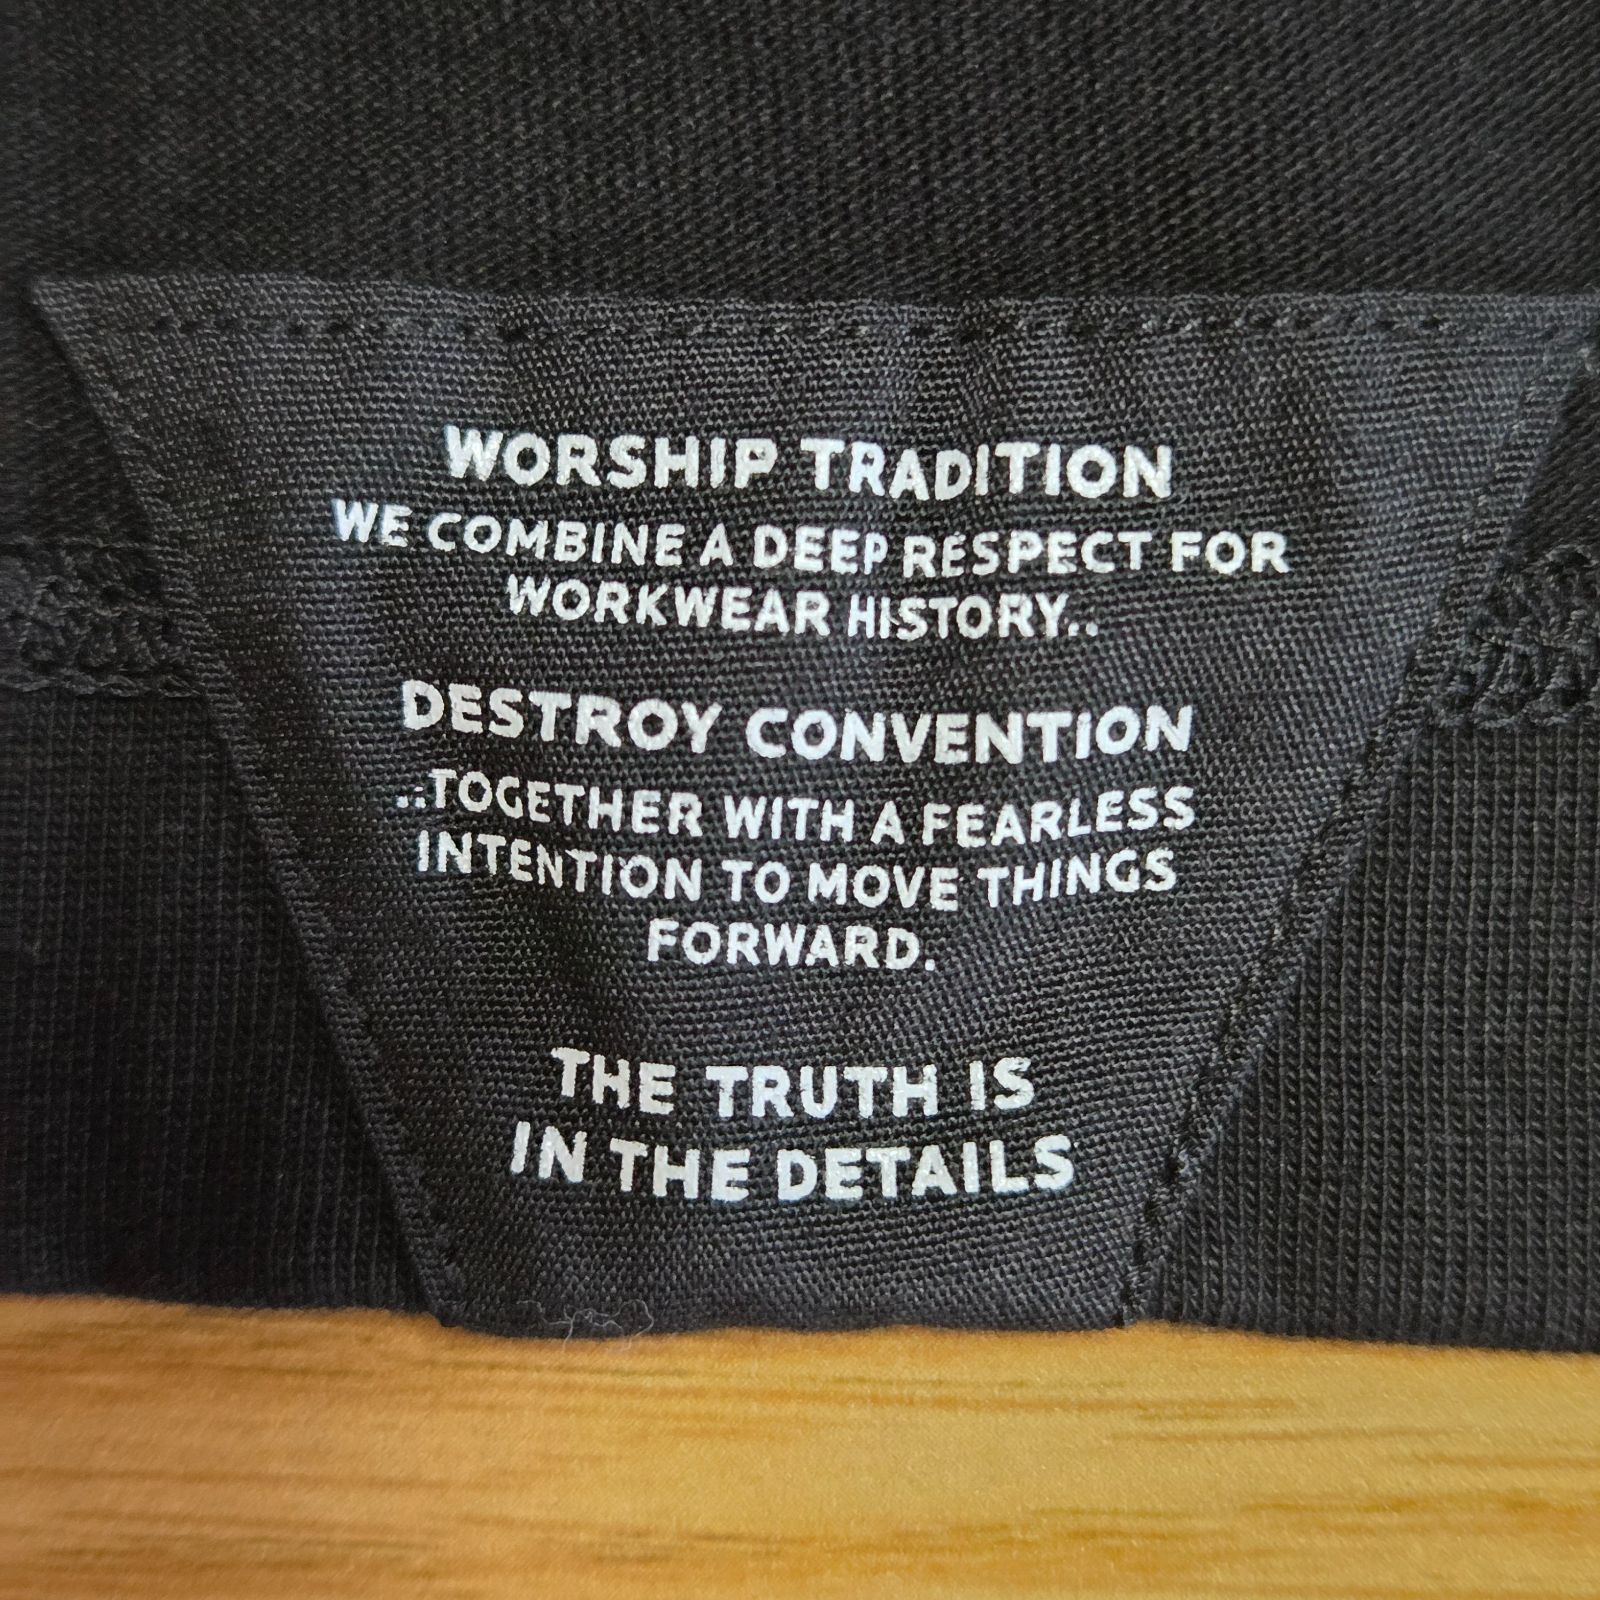 WORSHIP TRADITION
WE COMBINE A DEEP RESPECT FOR
WORKWEAR HISTORY..
DESTROY CONVENTION
..TOGETHER WITH A FEARLESS
INTENTION TO MOVE THINGS
FORWARD.
THE TRUTH IS
IN THE DETAILS